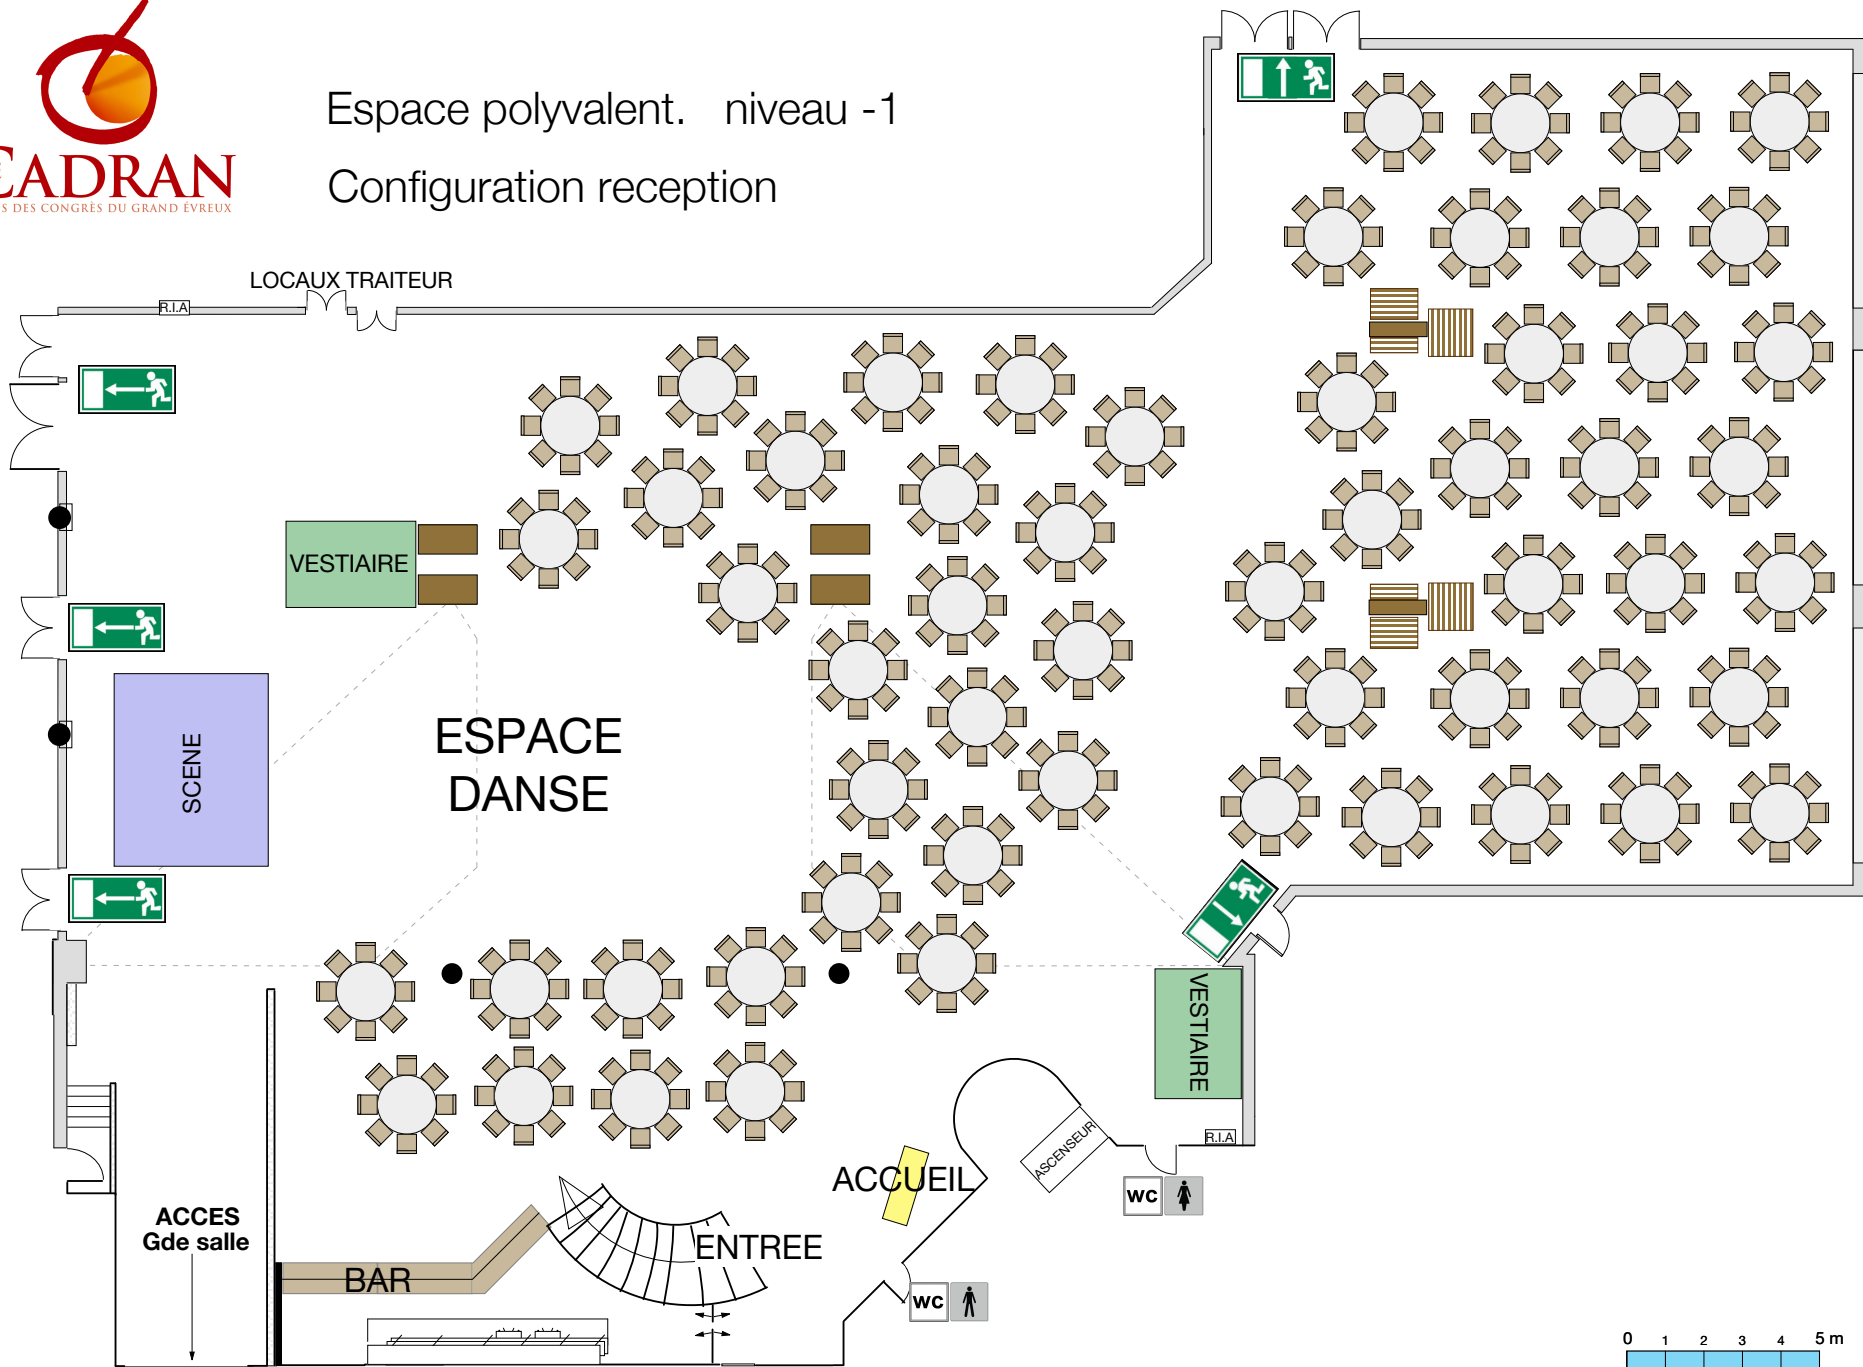 CADRAN
S DES CONGRÈS DU GRAND ÉVREUX
Espace polyvalent. niveau -1
Configuration reception
LOCAUX TRAITEUR
R.I.A
VESTIAIRE
SCENE
ESPACE
DANSE
VESTIAIRE
R.I.A
ASCENSEUR
ACCUEIL
WC
ACCES
Gde salle
ENTREE
BAR
WC
0 1 2 3 4 5 m